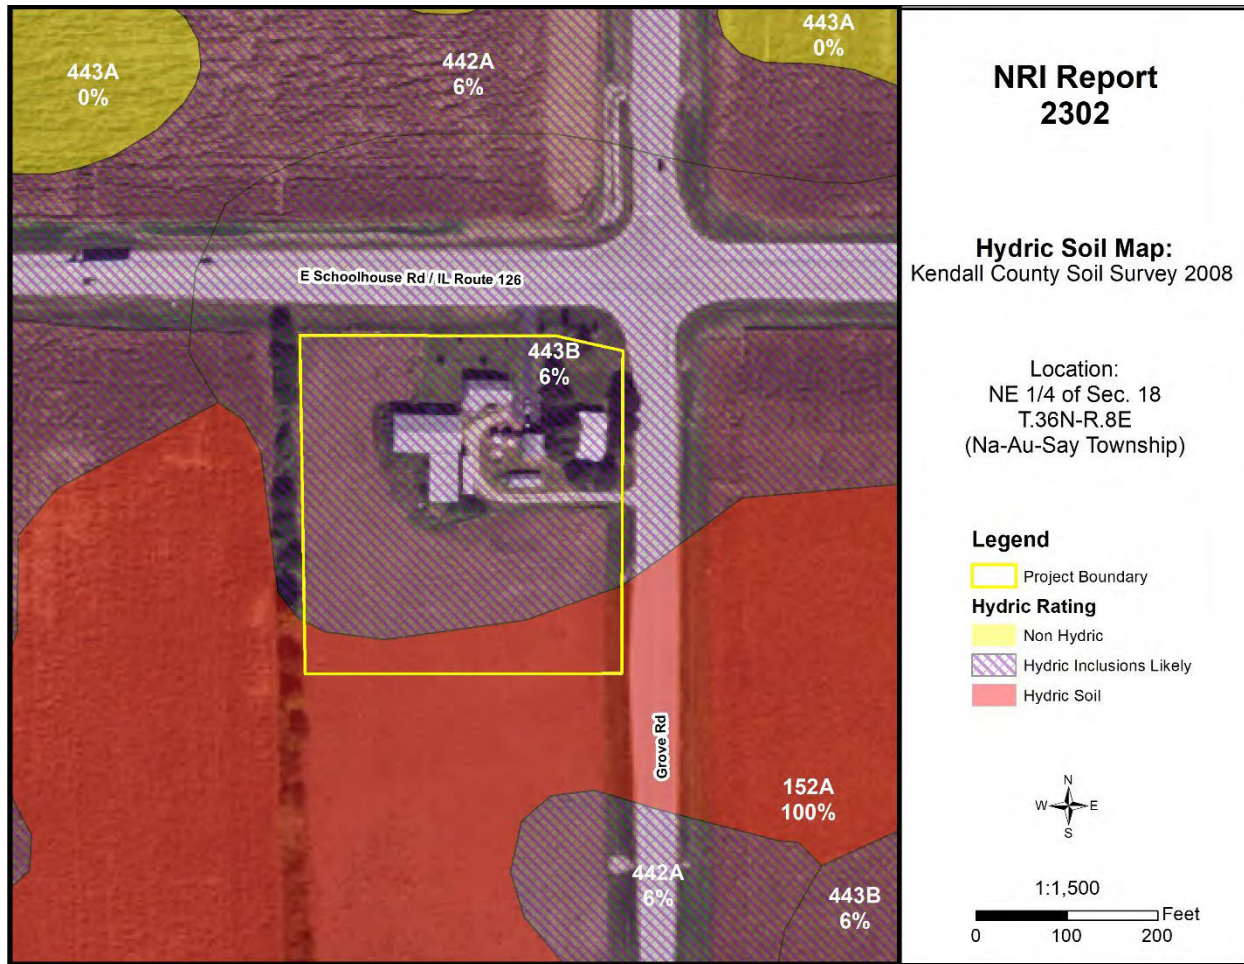 443A
0%
442A
6%
443A
0%
E Schoolhouse Rd / IL Route 126
443B
6%
Grove Rd
152A
100%
442A
6%
443B
6%
NRI Report
2302
Hydric Soil Map:
Kendall County Soil Survey 2008
Location:
NE 1/4 of Sec. 18
T.36N-R.8E
(Na-Au-Say Township)
Legend
Project Boundary
Hydric Rating
Non Hydric
Hydric Inclusions Likely
Hydric Soil
N
W E
S
1:1,500
Feet
0 100 200